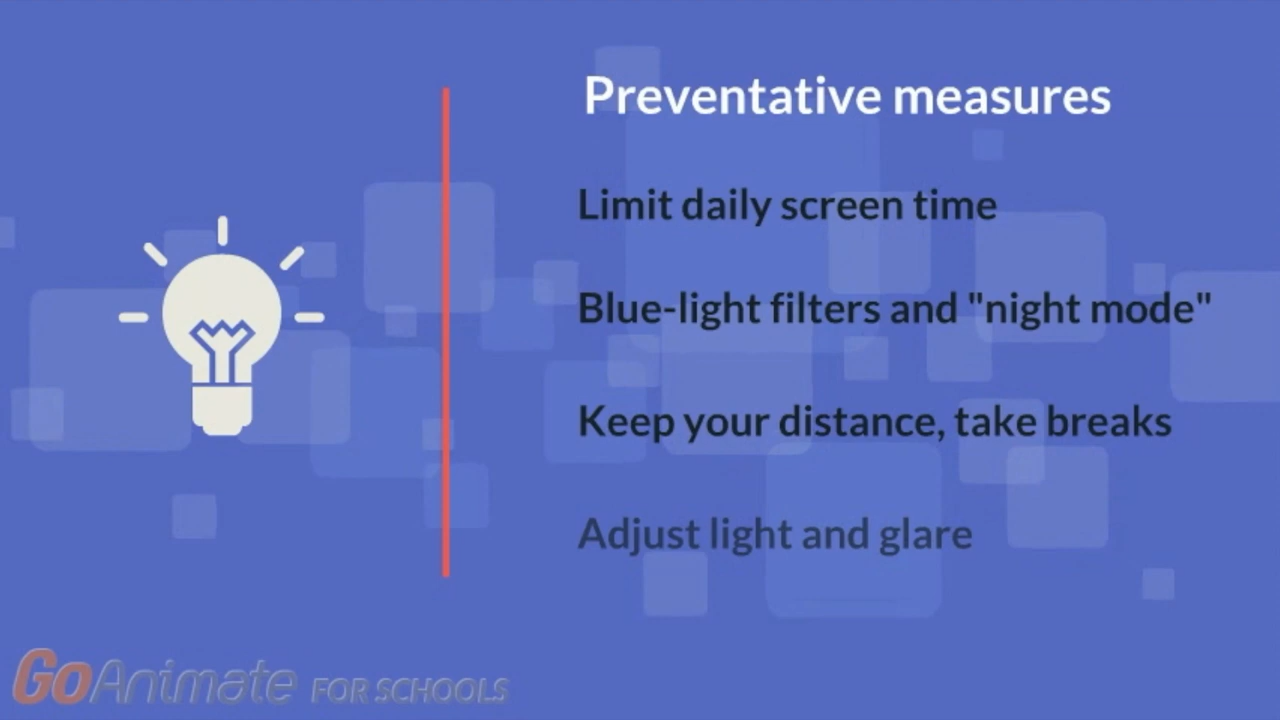 Preventative measures
Limit daily screen time
Blue-light filters and "night mode"
Keep your distance, take breaks
Adjust light and glare
GoAnimate FOR SCHOOLS